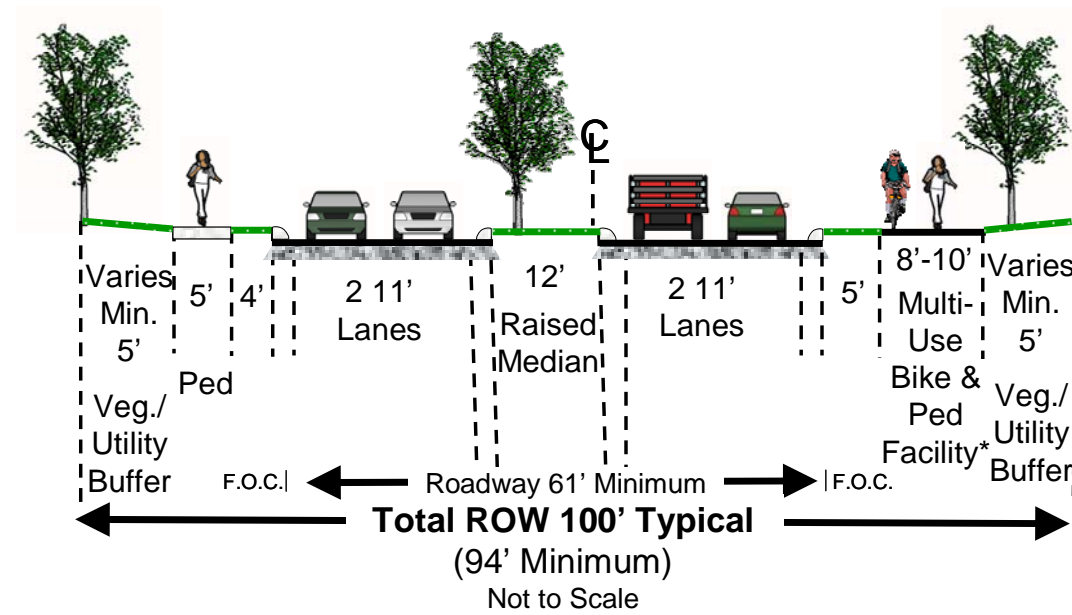 ℄
Varies
Min.
5’
Veg./
Utility
Buffer
5’
Ped
4’
2 11’
Lanes
12’
Raised
Median
2 11’
Lanes
5’
8’-10’
Multi-
Use
Bike &
Ped
Facility*
Varies
Min.
5’
Veg./
Utility
Buffer
F.O.C.
Roadway 61’ Minimum
F.O.C.
Total ROW 100’ Typical
(94’ Minimum)
Not to Scale